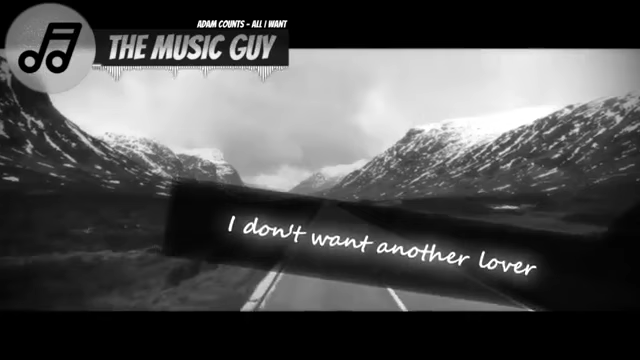 ADAM COUNTS - ALL I WANT
THE MUSIC GUY
I don't want another lover